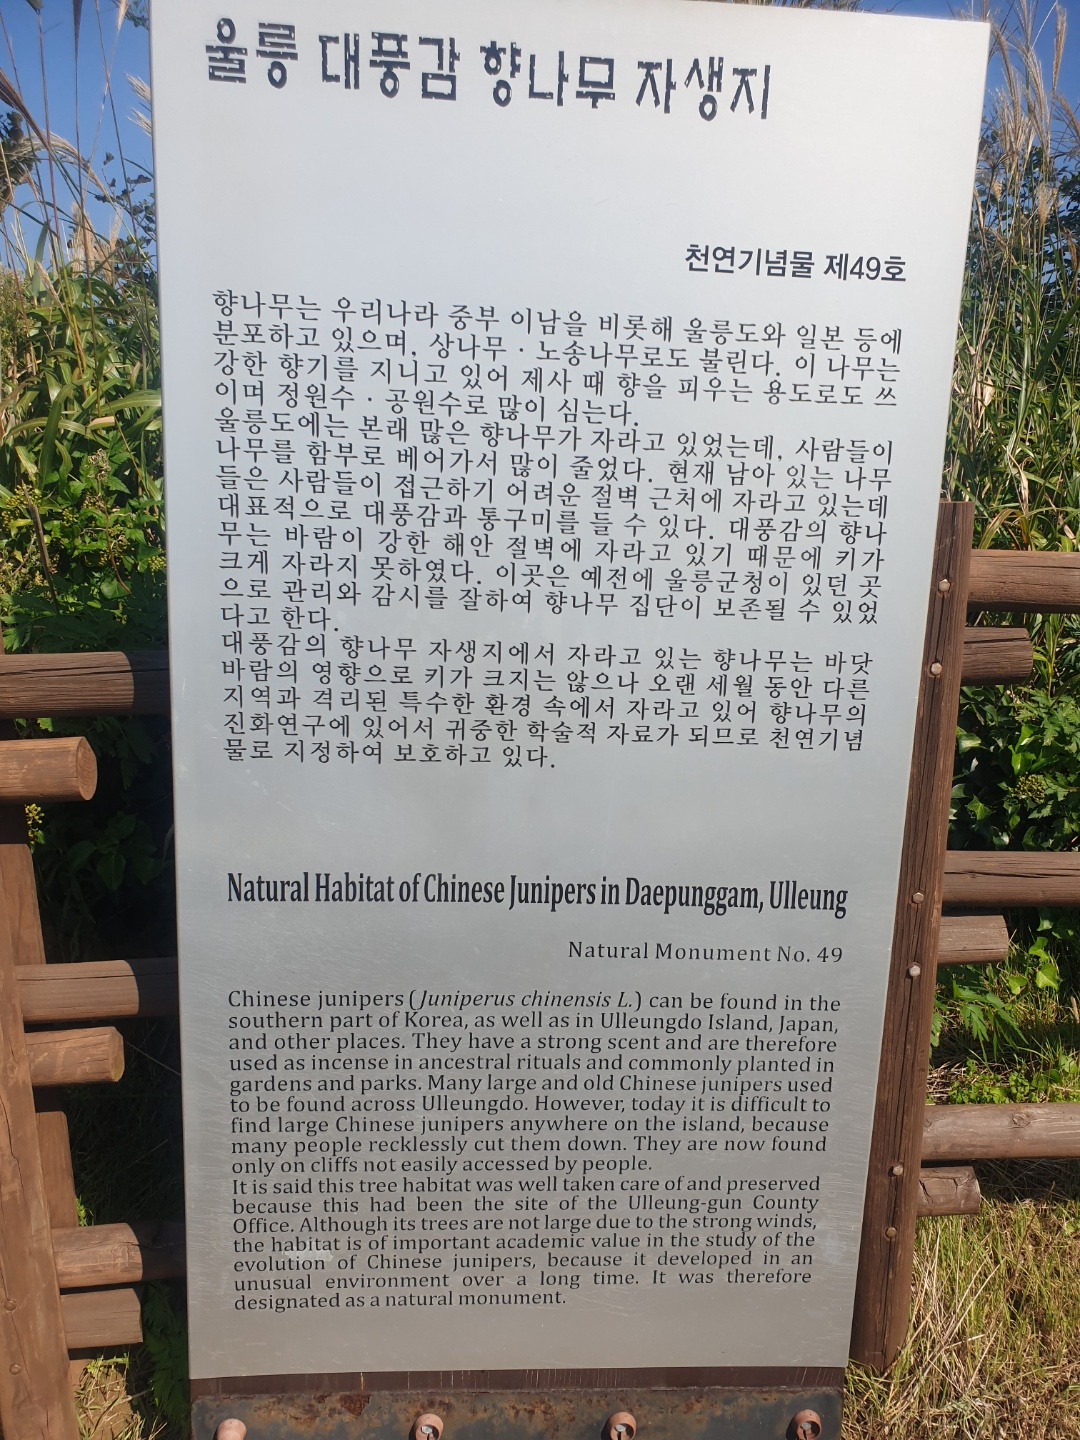 울릉 대풍감 향나무 자생지
천연기념물 제49호
향나무는 우리나라 중부 이남을 비롯해 울릉도와 일본 등에
분포하고 있으며, 상나무 · 노송나무로도 불린다. 이 나무는
강한 향기를 지니고 있어 제사 때 향을 피우는 용도로도 쓰
이며 정원수 · 공원수로 많이 심는다.
울릉도에는 본래 많은 향나무가 자라고 있었는데, 사람들이
나무를 함부로 베어가서 많이 줄었다. 현재 남아 있는 나무
들은 사람들이 접근하기 어려운 절벽 근처에 자라고 있는데
대표적으로 대풍감과 통구미를 들 수 있다. 대풍감의 향나
무는 바람이 강한 해안 절벽에 자라고 있기 때문에 키가
크게 자라지 못하였다. 이곳은 예전에 울릉군청이 있던 곳
으로 관리와 감시를 잘하여 향나무 집단이 보존될 수 있었
다고 한다.
대풍감의 향나무 자생지에서 자라고 있는 향나무는 바닷
바람의 영향으로 키가 크지는 않으나 오랜 세월 동안 다른
지역과 격리된 특수한 환경 속에서 자라고 있어 향나무의
진화연구에 있어서 귀중한 학술적 자료가 되므로 천연기념
물로 지정하여 보호하고 있다.
Natural Habitat of Chinese Junipers in Daepunggam, Ulleung
Natural Monument No. 49
Chinese junipers (Juniperus chinensis L.) can be found in the
southern part of Korea, as well as in Ulleungdo Island, Japan,
and other places. They have a strong scent and are therefore
used as incense in ancestral rituals and commonly planted in
gardens and parks. Many large and old Chinese junipers used
to be found across Ulleungdo. However, today it is difficult to
find large Chinese junipers anywhere on the island, because
many people recklessly cut them down. They are now found
only on cliffs not easily accessed by people.
It is said this tree habitat was well taken care of and preserved
because this had been the site of the Ulleung-gun County
Office. Although its trees are not large due to the strong winds,
the habitat is of important academic value in the study of the
evolution of Chinese junipers, because it developed in an
unusual environment over a long time. It was therefore
designated as a natural monument.